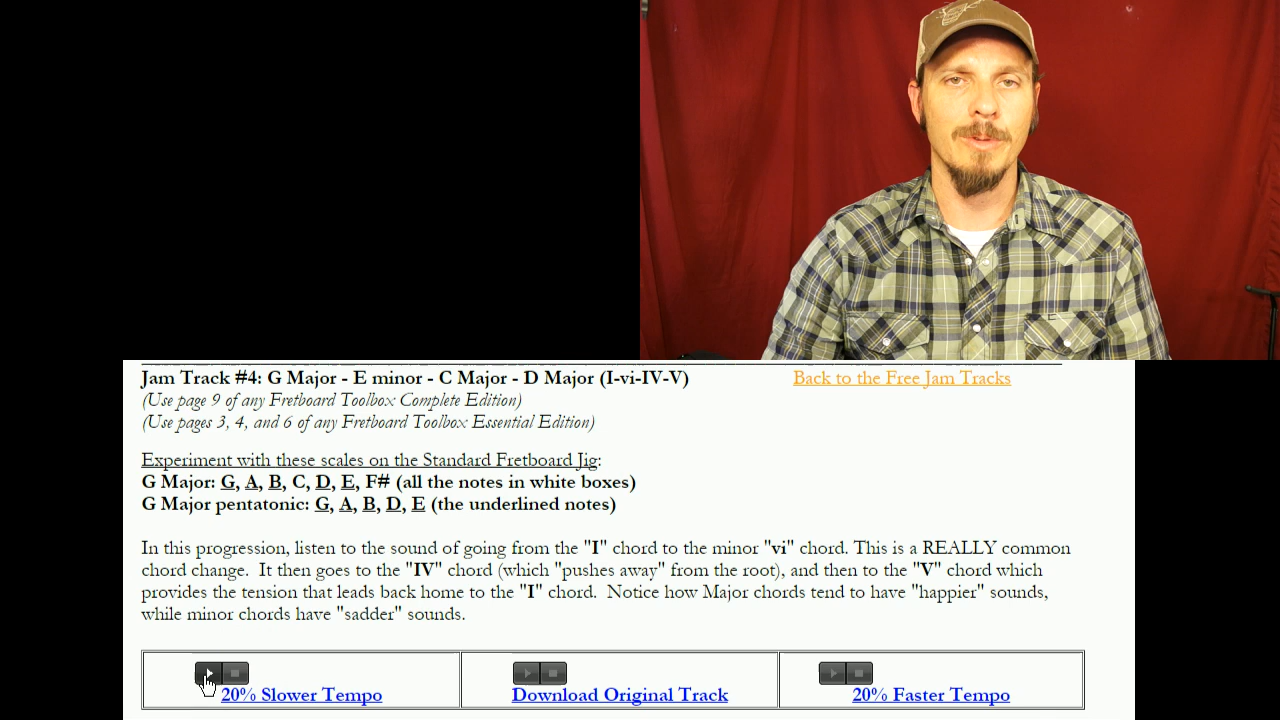 Jam Track #4: G Major - E minor - C Major - D Major (I-vi-IV-V)
Back to the Free Jam Tracks
(Use page 9 of any Fretboard Toolbox Complete Edition)
(Use pages 3, 4, and 6 of any Fretboard Toolbox Essential Edition)
Experiment with these scales on the Standard Fretboard Jig:
G Major: G, A, B, C, D, E, F# (all the notes in white boxes)
G Major pentatonic: G, A, B, D, E (the underlined notes)
In this progression, listen to the sound of going from the "I" chord to the minor "vi" chord. This is a REALLY common
chord change. It then goes to the "IV" chord (which "pushes away" from the root), and then to the "V" chord which
provides the tension that leads back home to the "I" chord. Notice how Major chords tend to have "happier" sounds,
while minor chords have "sadder" sounds.
20% Slower Tempo
Download Original Track
20% Faster Tempo